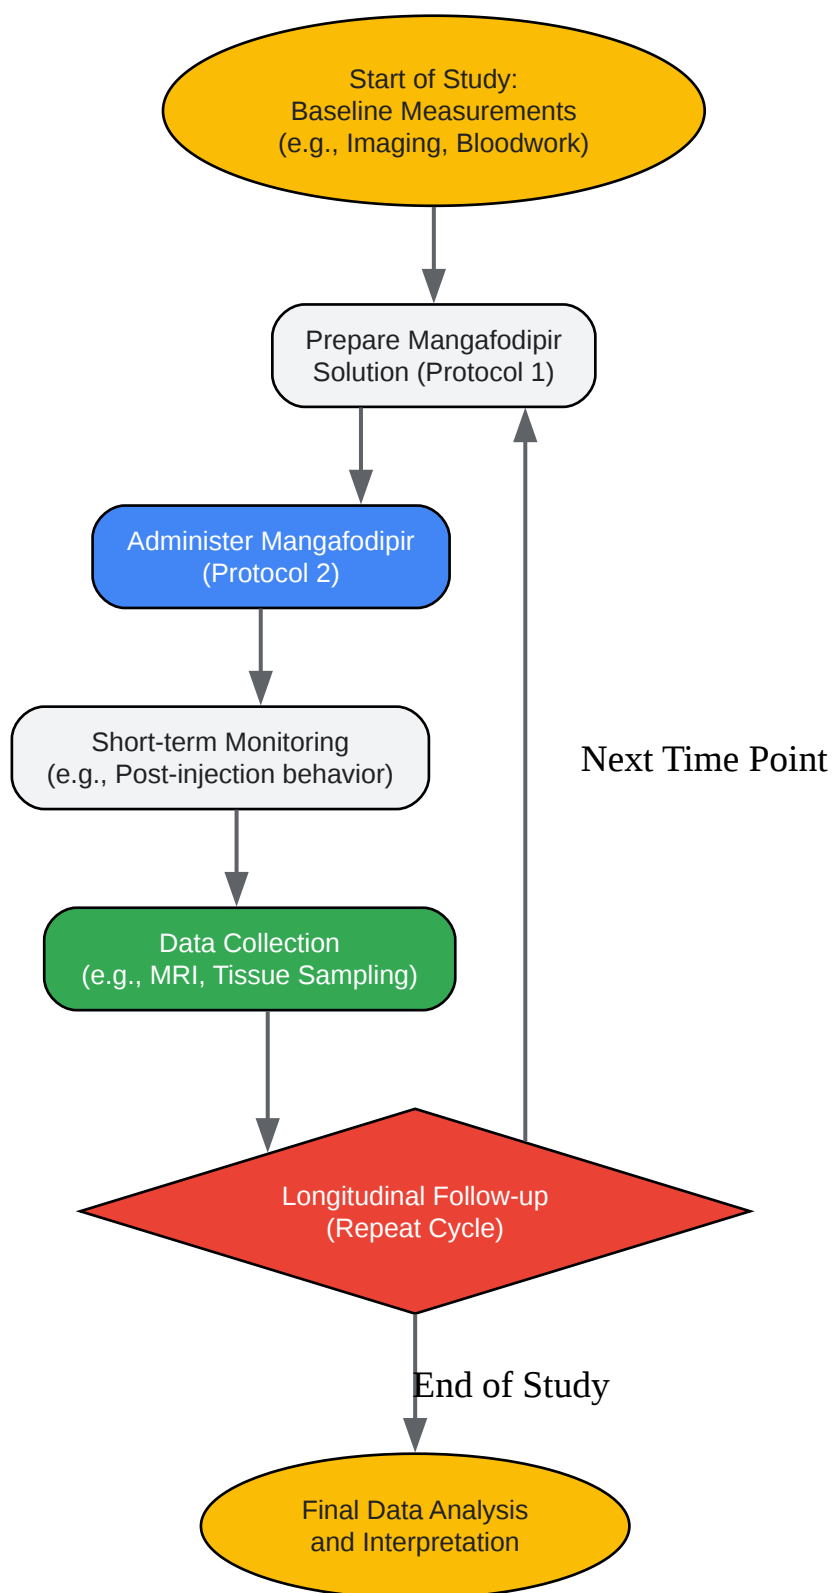 Start of Study:
Baseline Measurements
(e.g., Imaging, Bloodwork)
Prepare Mangafodipir
Solution (Protocol 1)
Administer Mangafodipir
(Protocol 2)
Short-term Monitoring
(e.g., Post-injection behavior)
Next Time Point
Data Collection
(e.g., MRI, Tissue Sampling)
Longitudinal Follow-up
(Repeat Cycle)
End of Study
Final Data Analysis
and Interpretation